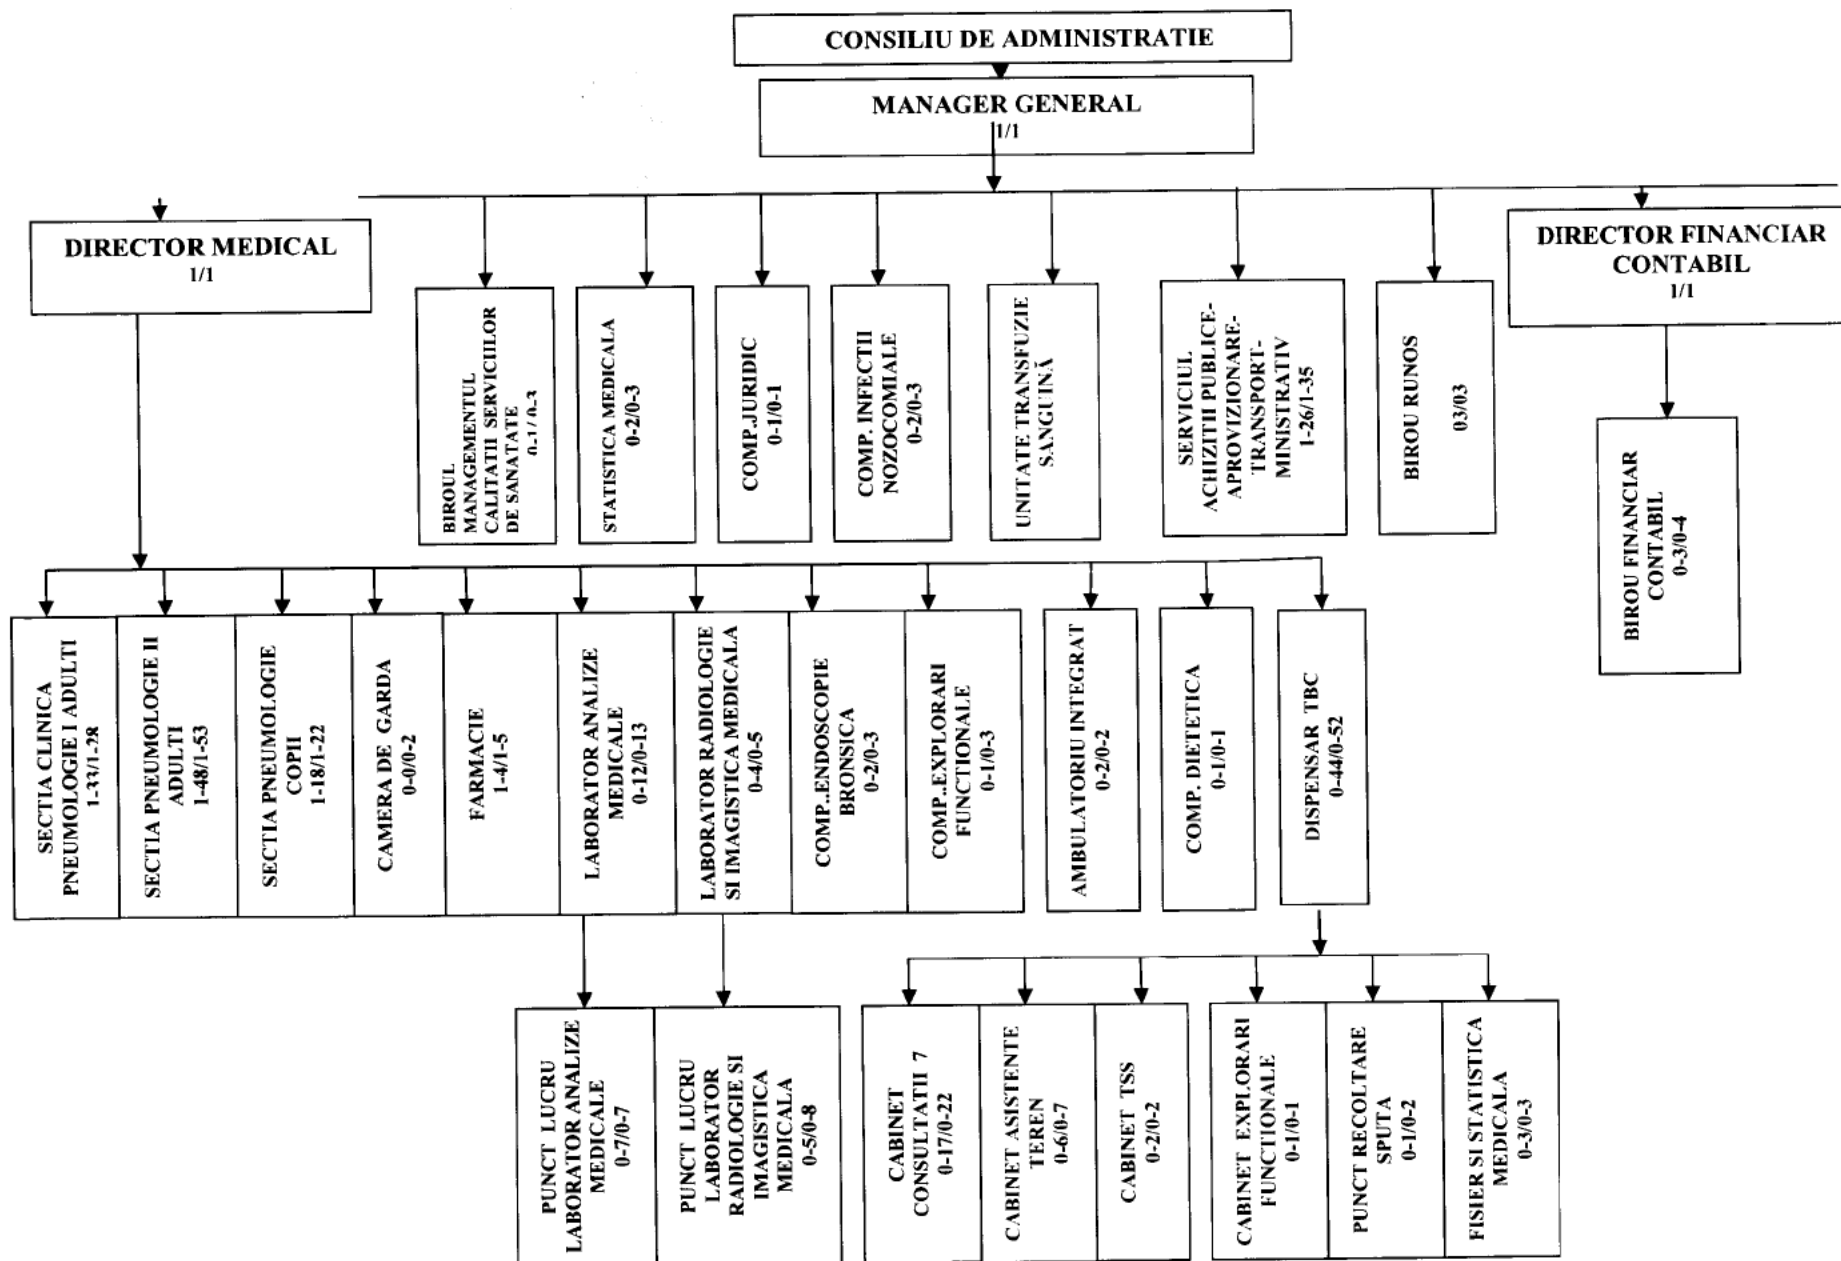 CONSILIU DE ADMINISTRATIE
MANAGER GENERAL
1/1
DIRECTOR MEDICAL
1/1
BIROUL
MANAGEMENTUL
CALITATII SERVICIILOR
DE SANATATE 0-1/ 0-3
STATISTICA MEDICALA
0-2/0-3
COMP.JURIDIC
0-1/0-1
COMP. INFECTII
NOZOCOMIALE
0-2/0-3
UNITATE TRANSFUZIE
SANGUINĂ
SERVICIUL
ACHIZITII PUBLICE-
APROVIZIONARE-
TRANSPORT-
MINISTRATIV
1-26/1-35
BIROU RUNOS
03/03
DIRECTOR FINANCIAR
CONTABIL
1/1
BIROU FINANCIAR
CONTABIL
0-3/0-4
SECTIA CLINICA
PNEUMOLOGIE I ADULTI
1-33/1-28
SECTIA PNEUMOLOGIE II
ADULTI
1-48/1-53
SECTIA PNEUMOLOGIE
COPII
1-18/1-22
CAMERA DE GARDA
0-0/0-2
FARMACIE
1-4/1-5
LABORATOR ANALIZE
MEDICALE
0-12/0-13
LABORATOR RADIOLOGIE
SI IMAGISTICA MEDICALA
0-4/0-5
COMP..ENDOSCOPIE
BRONSICA
0-2/0-3
COMP..EXPLORARI
FUNCTIONALE
0-1/0-3
AMBULATORIU INTEGRAT
0-2/0-2
COMP. DIETETICA
0-1/0-1
DISPENSAR TBC
0-44/0-52
PUNCT LUCRU
LABORATOR ANALIZE
MEDICALE
0-7/0-7
PUNCT LUCRU
LABORATOR
RADIOLOGIE SI
IMAGISTICA
MEDICALA
0-5/0-8
CABINET
CONSULTATII 7
0-17/0-22
CABINET ASISTENTE
TEREN
0-6/0-7
CABINET TSS
0-2/0-2
CABINET EXPLORARI
FUNCTIONALE
0-1/0-1
PUNCT RECOLTARE
SPUTA
0-1/0-2
FISIER SI STATISTICA
MEDICALA
0-3/0-3